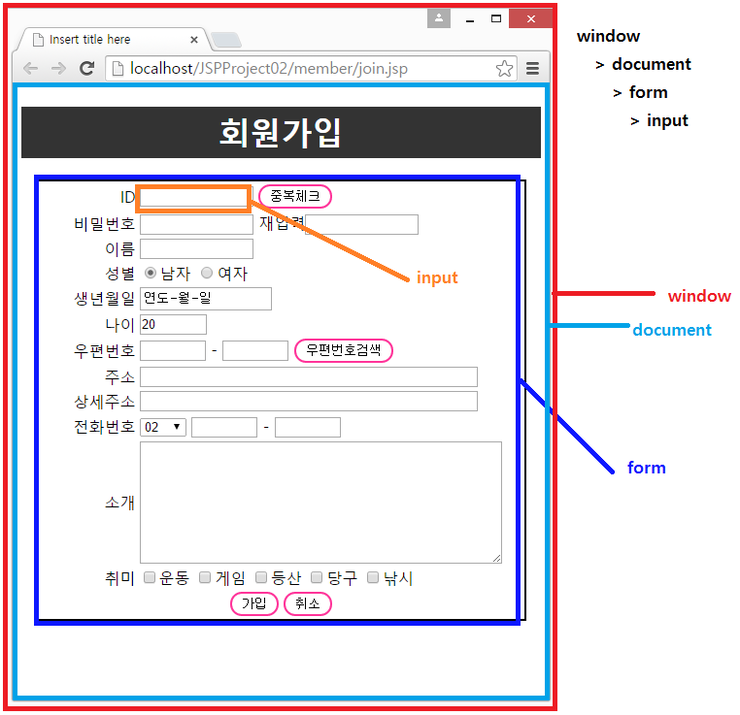 Insert title here
localhost/JSPProject02/member/join.jsp
회원가입
ID 중복체크
비밀번호 재입력
이름
성별 남자 여자
생년월일 연도-월-일
나이 20
우편번호 - 우편번호검색
주소
상세주소
전화번호 02 -
소개
취미 운동 게임 등산 당구 낚시
가입 취소
input
window
> document
> form
> input
window
document
form